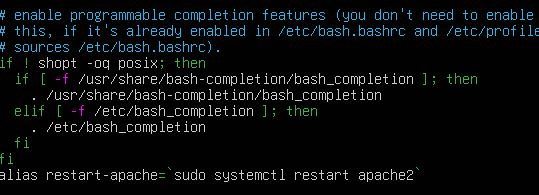 # enable programmable completion features (you don't need to enable
# this, if it's already enabled in /etc/bash.bashrc and /etc/profile
# sources /etc/bash.bashrc).
if ! shopt -oq posix; then
  if [ -f /usr/share/bash-completion/bash_completion ]; then
    . /usr/share/bash-completion/bash_completion
  elif [ -f /etc/bash_completion ]; then
    . /etc/bash_completion
  fi
fi
alias restart-apache=`sudo systemctl restart apache2`